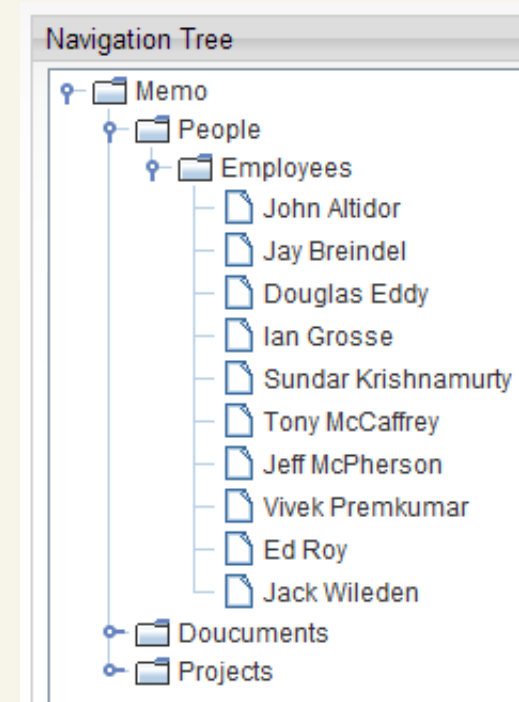 Navigation Tree
Memo
People
Employees
John Altidor
Jay Breindel
Douglas Eddy
Ian Grosse
Sundar Krishnamurty
Tony McCaffrey
Jeff McPherson
Vivek Premkumar
Ed Roy
Jack Wileden
Doucuments
Projects